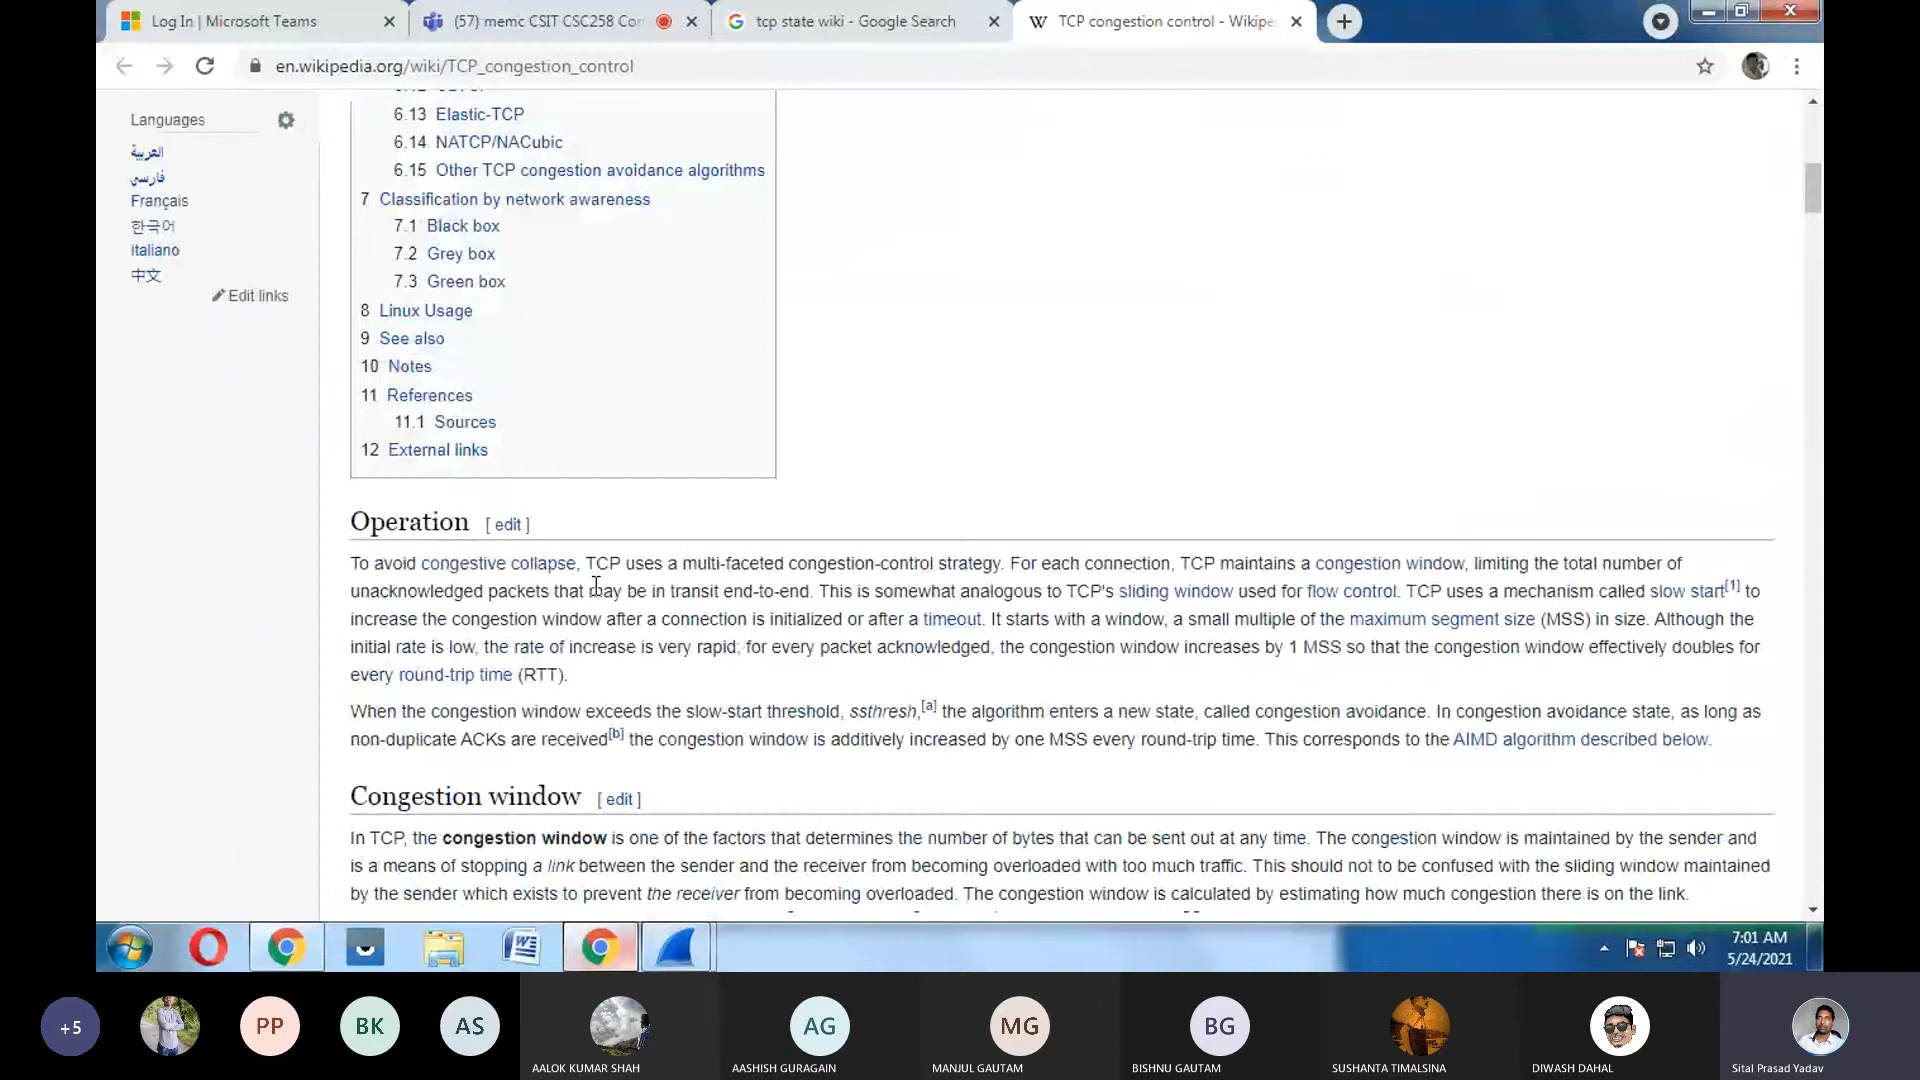 Log In | Microsoft Teams
(57) memc CSIT CSC258 Con
tcp state wiki - Google Search
TCP congestion control - Wikipe
en.wikipedia.org/wiki/TCP_congestion_control
Languages
العربية
فارسی
Français
한국어
Italiano
中文
Edit links
6.13 Elastic-TCP
6.14 NATCP/NACubic
6.15 Other TCP congestion avoidance algorithms
7 Classification by network awareness
7.1 Black box
7.2 Grey box
7.3 Green box
8 Linux Usage
9 See also
10 Notes
11 References
11.1 Sources
12 External links
Operation [ edit ]
To avoid congestive collapse, TCP uses a multi-faceted congestion-control strategy. For each connection, TCP maintains a congestion window, limiting the total number of
unacknowledged packets that may be in transit end-to-end. This is somewhat analogous to TCP's sliding window used for flow control. TCP uses a mechanism called slow start[1] to
increase the congestion window after a connection is initialized or after a timeout. It starts with a window, a small multiple of the maximum segment size (MSS) in size. Although the
initial rate is low, the rate of increase is very rapid; for every packet acknowledged, the congestion window increases by 1 MSS so that the congestion window effectively doubles for
every round-trip time (RTT).
When the congestion window exceeds the slow-start threshold, ssthresh,[a] the algorithm enters a new state, called congestion avoidance. In congestion avoidance state, as long as
non-duplicate ACKs are received[b] the congestion window is additively increased by one MSS every round-trip time. This corresponds to the AIMD algorithm described below.
Congestion window [ edit ]
In TCP, the congestion window is one of the factors that determines the number of bytes that can be sent out at any time. The congestion window is maintained by the sender and
is a means of stopping a link between the sender and the receiver from becoming overloaded with too much traffic. This should not to be confused with the sliding window maintained
by the sender which exists to prevent the receiver from becoming overloaded. The congestion window is calculated by estimating how much congestion there is on the link.
7:01 AM
5/24/2021
+5
PP
BK
AS
AG
MG
BG
AALOK KUMAR SHAH
AASHISH GURAGAIN
MANJUL GAUTAM
BISHNU GAUTAM
SUSHANTA TIMALSINA
DIWASH DAHAL
Sital Prasad Yadav